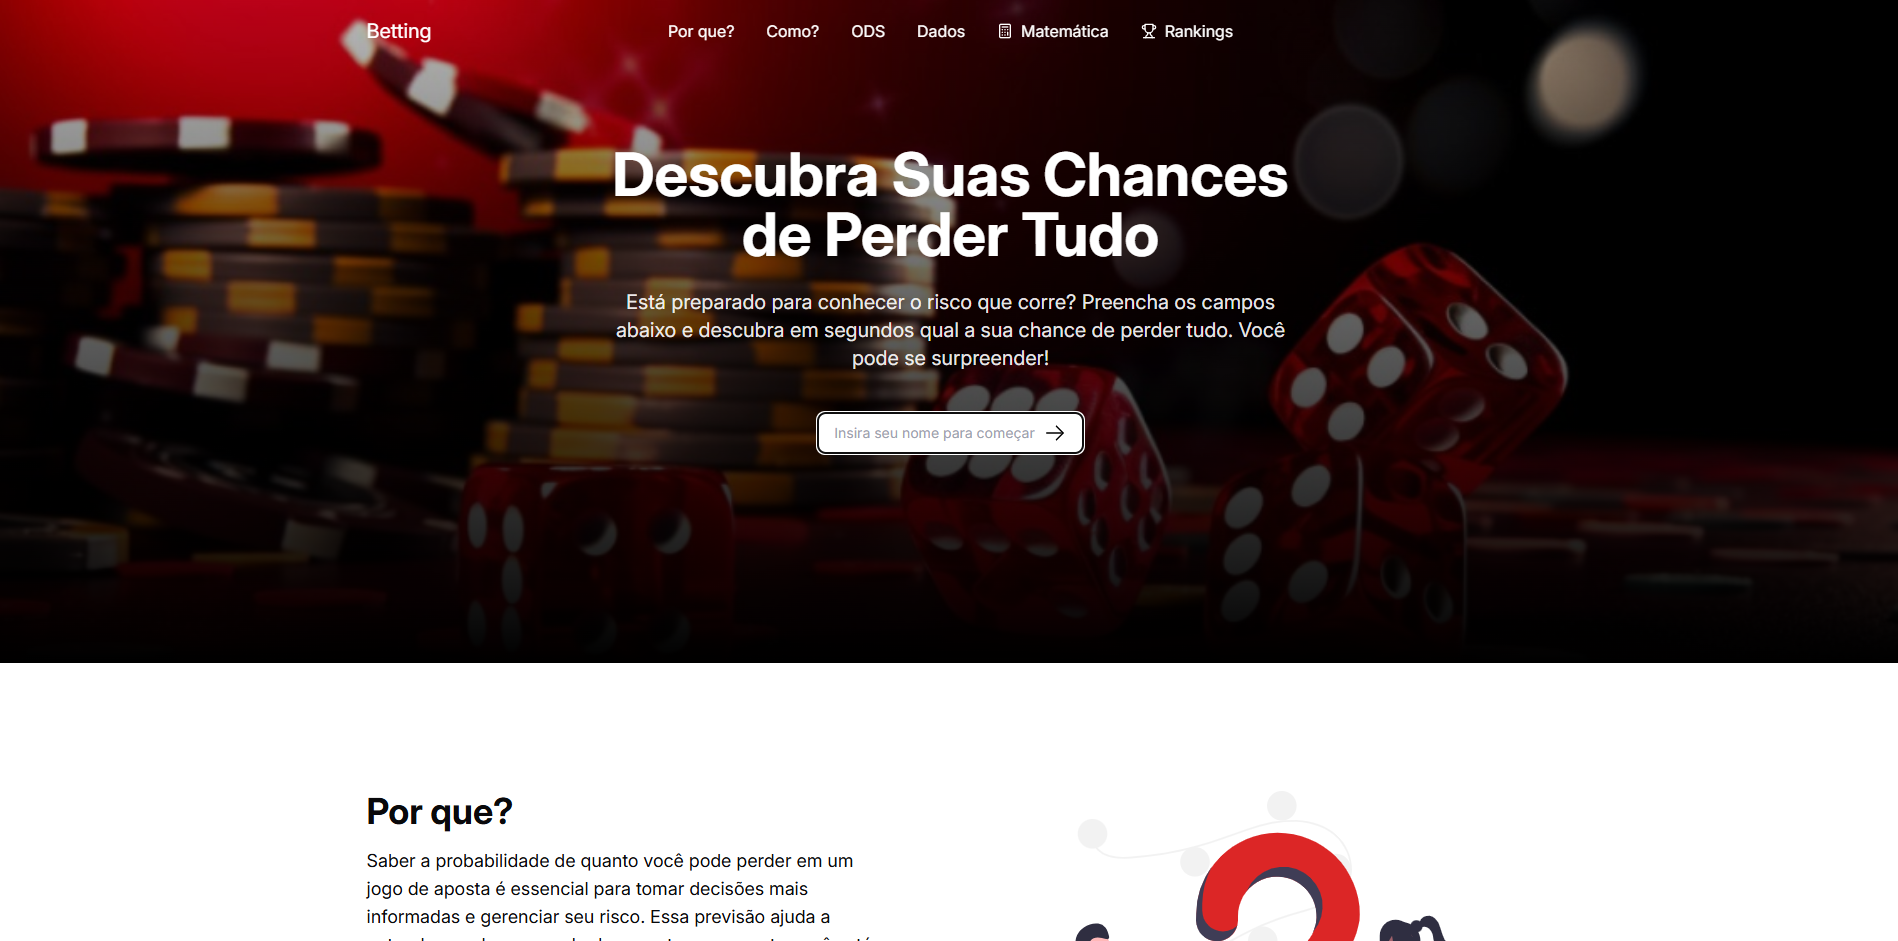 Betting
Por que?
Como?
ODS
Dados
Matemática
Rankings
Descubra Suas Chances
de Perder Tudo
Está preparado para conhecer o risco que corre? Preencha os campos
abaixo e descubra em segundos qual a sua chance de perder tudo. Você
pode se surpreender!
Insira seu nome para começar
Por que?
Saber a probabilidade de quanto você pode perder em um
jogo de aposta é essencial para tomar decisões mais
informadas e gerenciar seu risco. Essa previsão ajuda a